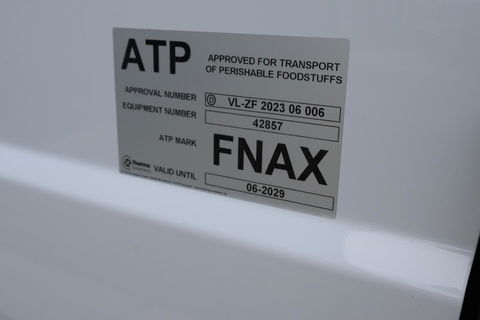 ATP APPROVED FOR TRANSPORT
OF PERISHABLE FOODSTUFFS
APPROVAL NUMBER D VL-ZF 2023 06 006
EQUIPMENT NUMBER 42857
ATP MARK FNAX
Thermo
VALID UNTIL 06-2029